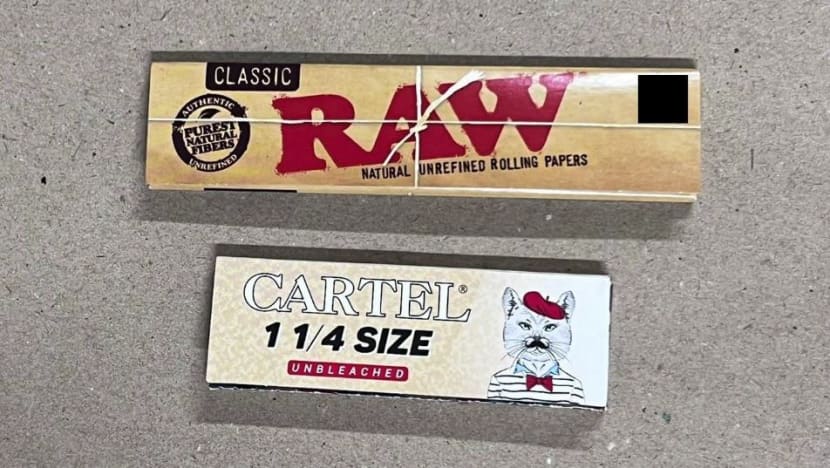 CLASSIC
AUTHENTIC
PUREST
NATURAL
FIBERS
UNREFINED
RAW
NATURAL UNREFINED ROLLING PAPERS
CARTEL®
1 1/4 SIZE
UNBLEACHED